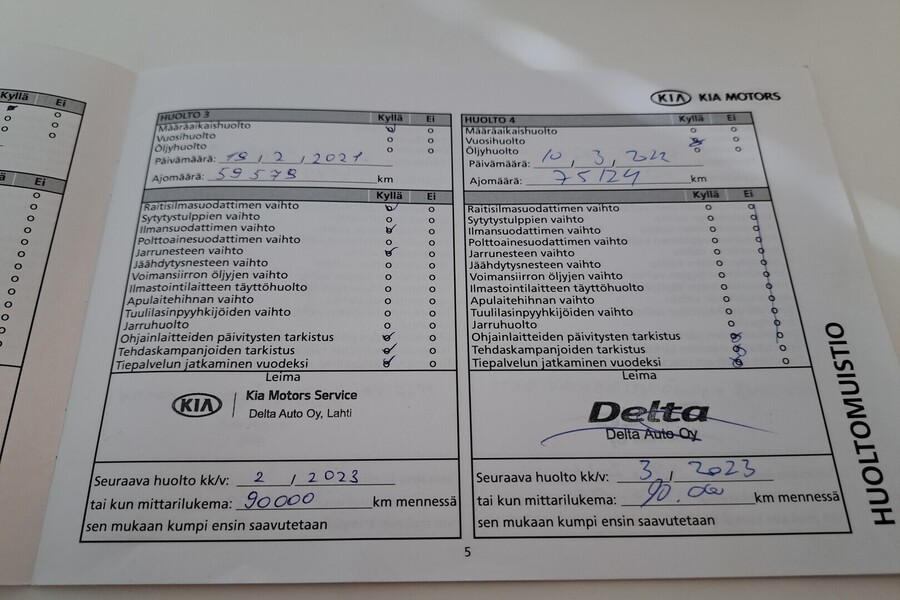 Kyllä Ei
Ei
KIA KIA MOTORS
HUOLTO 3 Kyllä Ei
Määräaikaishuolto
Vuosihuolto
Öljyhuolto
Päivämäärä: 18 , 2 , 2021
Ajomäärä: 59579 km
Kyllä Ei
Raitisilmasuodattimen vaihto
Sytytystulppien vaihto
Ilmansuodattimen vaihto
Polttoainesuodattimen vaihto
Jarrunesteen vaihto
Jäähdytysnesteen vaihto
Voimansiirron öljyjen vaihto
Ilmastointilaitteen täyttöhuolto
Apulaitehihnan vaihto
Tuulilasinpyyhkijöiden vaihto
Jarruhuolto
Ohjainlaitteiden päivitysten tarkistus
Tehdaskampanjoiden tarkistus
Tiepalvelun jatkaminen vuodeksi
Leima
KIA Kia Motors Service
Delta Auto Oy, Lahti
Seuraava huolto kk/v: 2 / 2023
tai kun mittarilukema: 90000 km mennessä
sen mukaan kumpi ensin saavutetaan
HUOLTO 4 Kyllä Ei
Määräaikaishuolto
Vuosihuolto
Öljyhuolto
Päivämäärä: 10 , 3 , 2022
Ajomäärä: 75124 km
Kyllä Ei
Raitisilmasuodattimen vaihto
Sytytystulppien vaihto
Ilmansuodattimen vaihto
Polttoainesuodattimen vaihto
Jarrunesteen vaihto
Jäähdytysnesteen vaihto
Voimansiirron öljyjen vaihto
Ilmastointilaitteen täyttöhuolto
Apulaitehihnan vaihto
Tuulilasinpyyhkijöiden vaihto
Jarruhuolto
Ohjainlaitteiden päivitysten tarkistus
Tehdaskampanjoiden tarkistus
Tiepalvelun jatkaminen vuodeksi
Leima
Delta
Delta Auto Oy
Seuraava huolto kk/v: 3 / 2023
tai kun mittarilukema: 90.000 km mennessä
sen mukaan kumpi ensin saavutetaan
HUOLTOMUISTIO
5